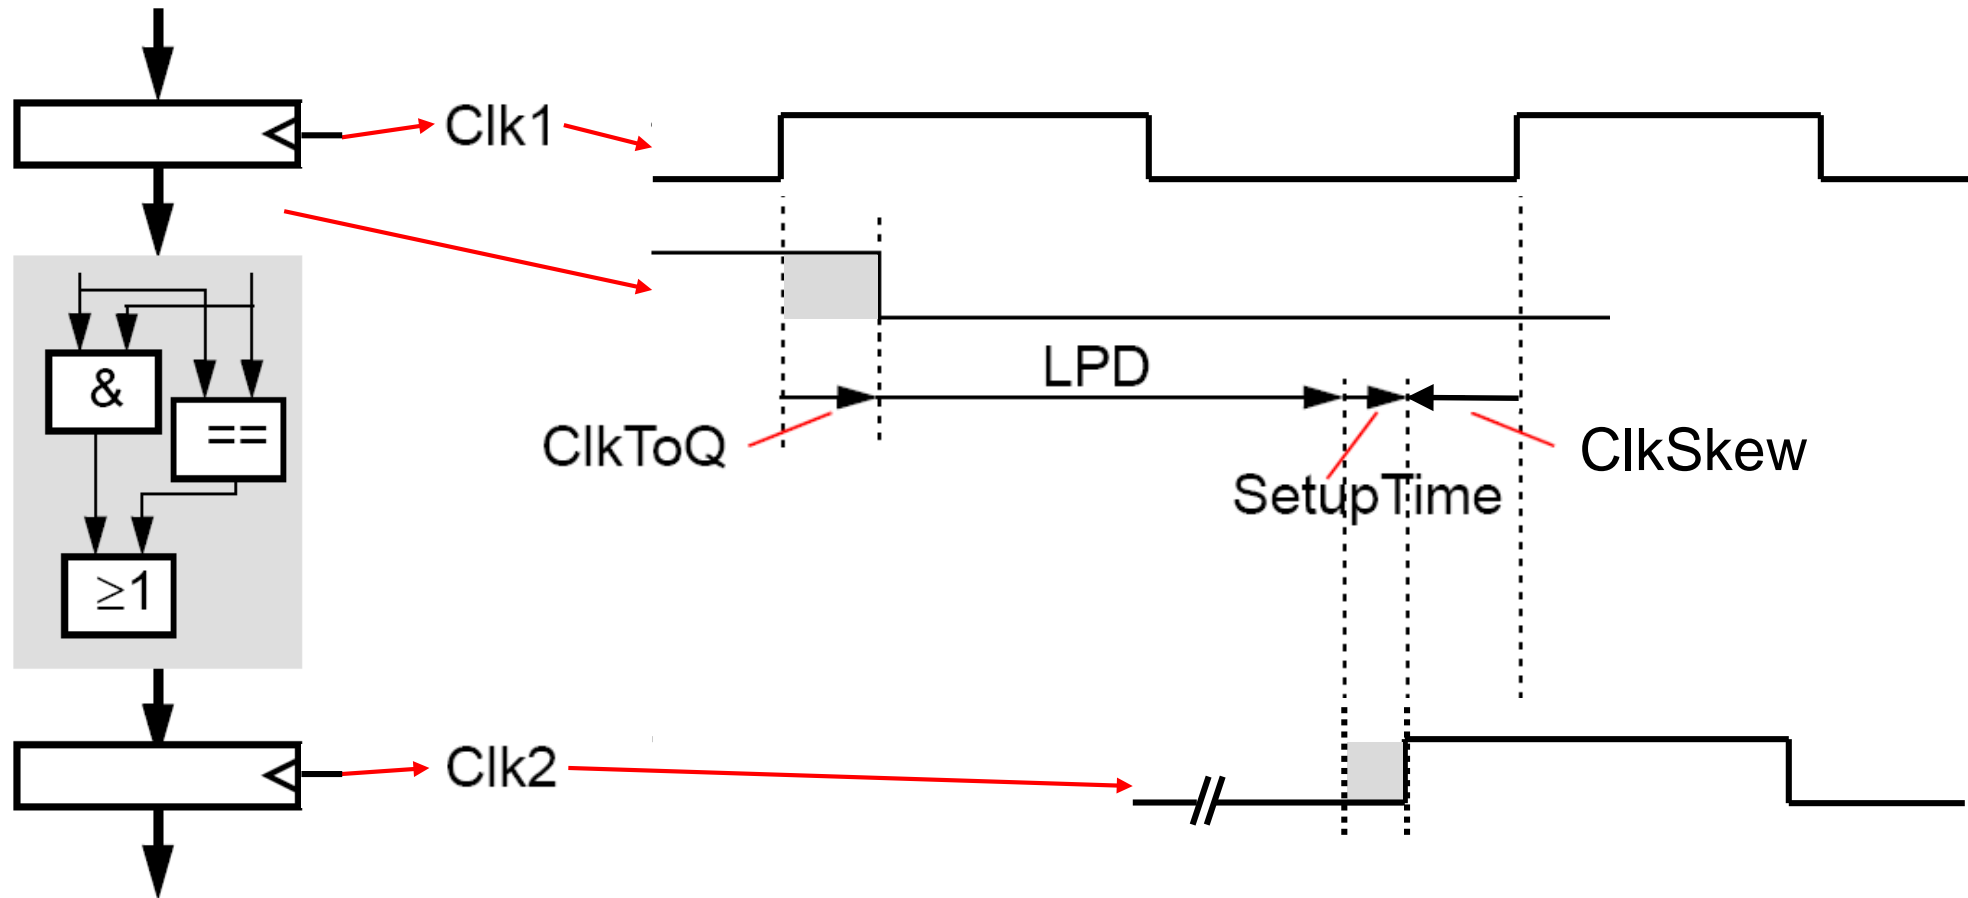 Clk1
LPD
&
==
ClkToQ
ClkSkew
SetupTime
≥1
Clk2